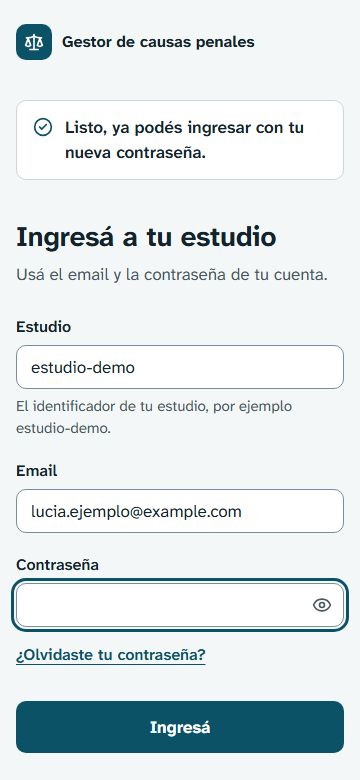 Gestor de causas penales
Listo, ya podés ingresar con tu
nueva contraseña.
Ingresá a tu estudio
Usá el email y la contraseña de tu cuenta.
Estudio
estudio-demo
El identificador de tu estudio, por ejemplo
estudio-demo.
Email
lucia.ejemplo@example.com
Contraseña
¿Olvidaste tu contraseña?
Ingresá